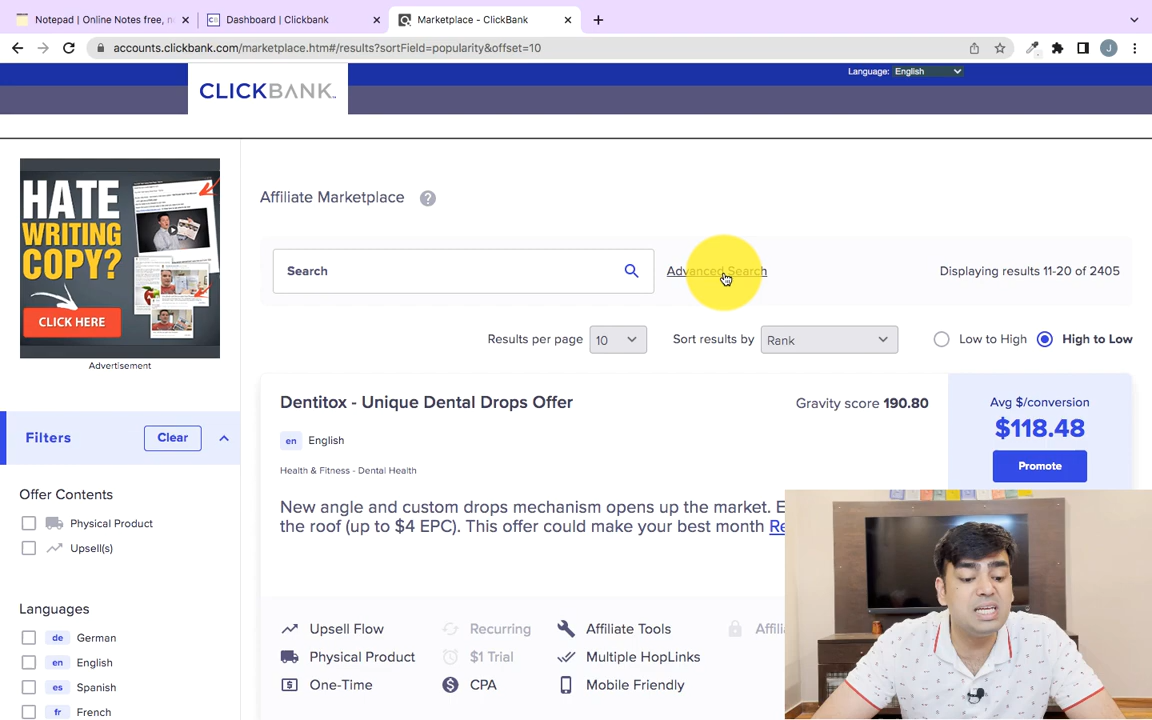 Notepad | Online Notes free, n
Dashboard | Clickbank
Marketplace - ClickBank
accounts.clickbank.com/marketplace.htm#/results?sortField=popularity&offset=10
J
Language: English
CLICKBANK
Affiliate Marketplace ?
HATE
WRITING
COPY?
CLICK HERE
Advertisement
Search
Advanced Search
Displaying results 11-20 of 2405
Results per page 10
Sort results by Rank
Low to High
High to Low
Filters
Clear
Offer Contents
Physical Product
Upsell(s)
Languages
de German
en English
es Spanish
fr French
Dentitox - Unique Dental Drops Offer
Gravity score 190.80
Avg $/conversion
$118.48
Promote
en English
Health & Fitness - Dental Health
New angle and custom drops mechanism opens up the market. E
the roof (up to $4 EPC). This offer could make your best month Re
Upsell Flow
Recurring
Affiliate Tools
Affili
Physical Product
$1 Trial
Multiple HopLinks
One-Time
CPA
Mobile Friendly